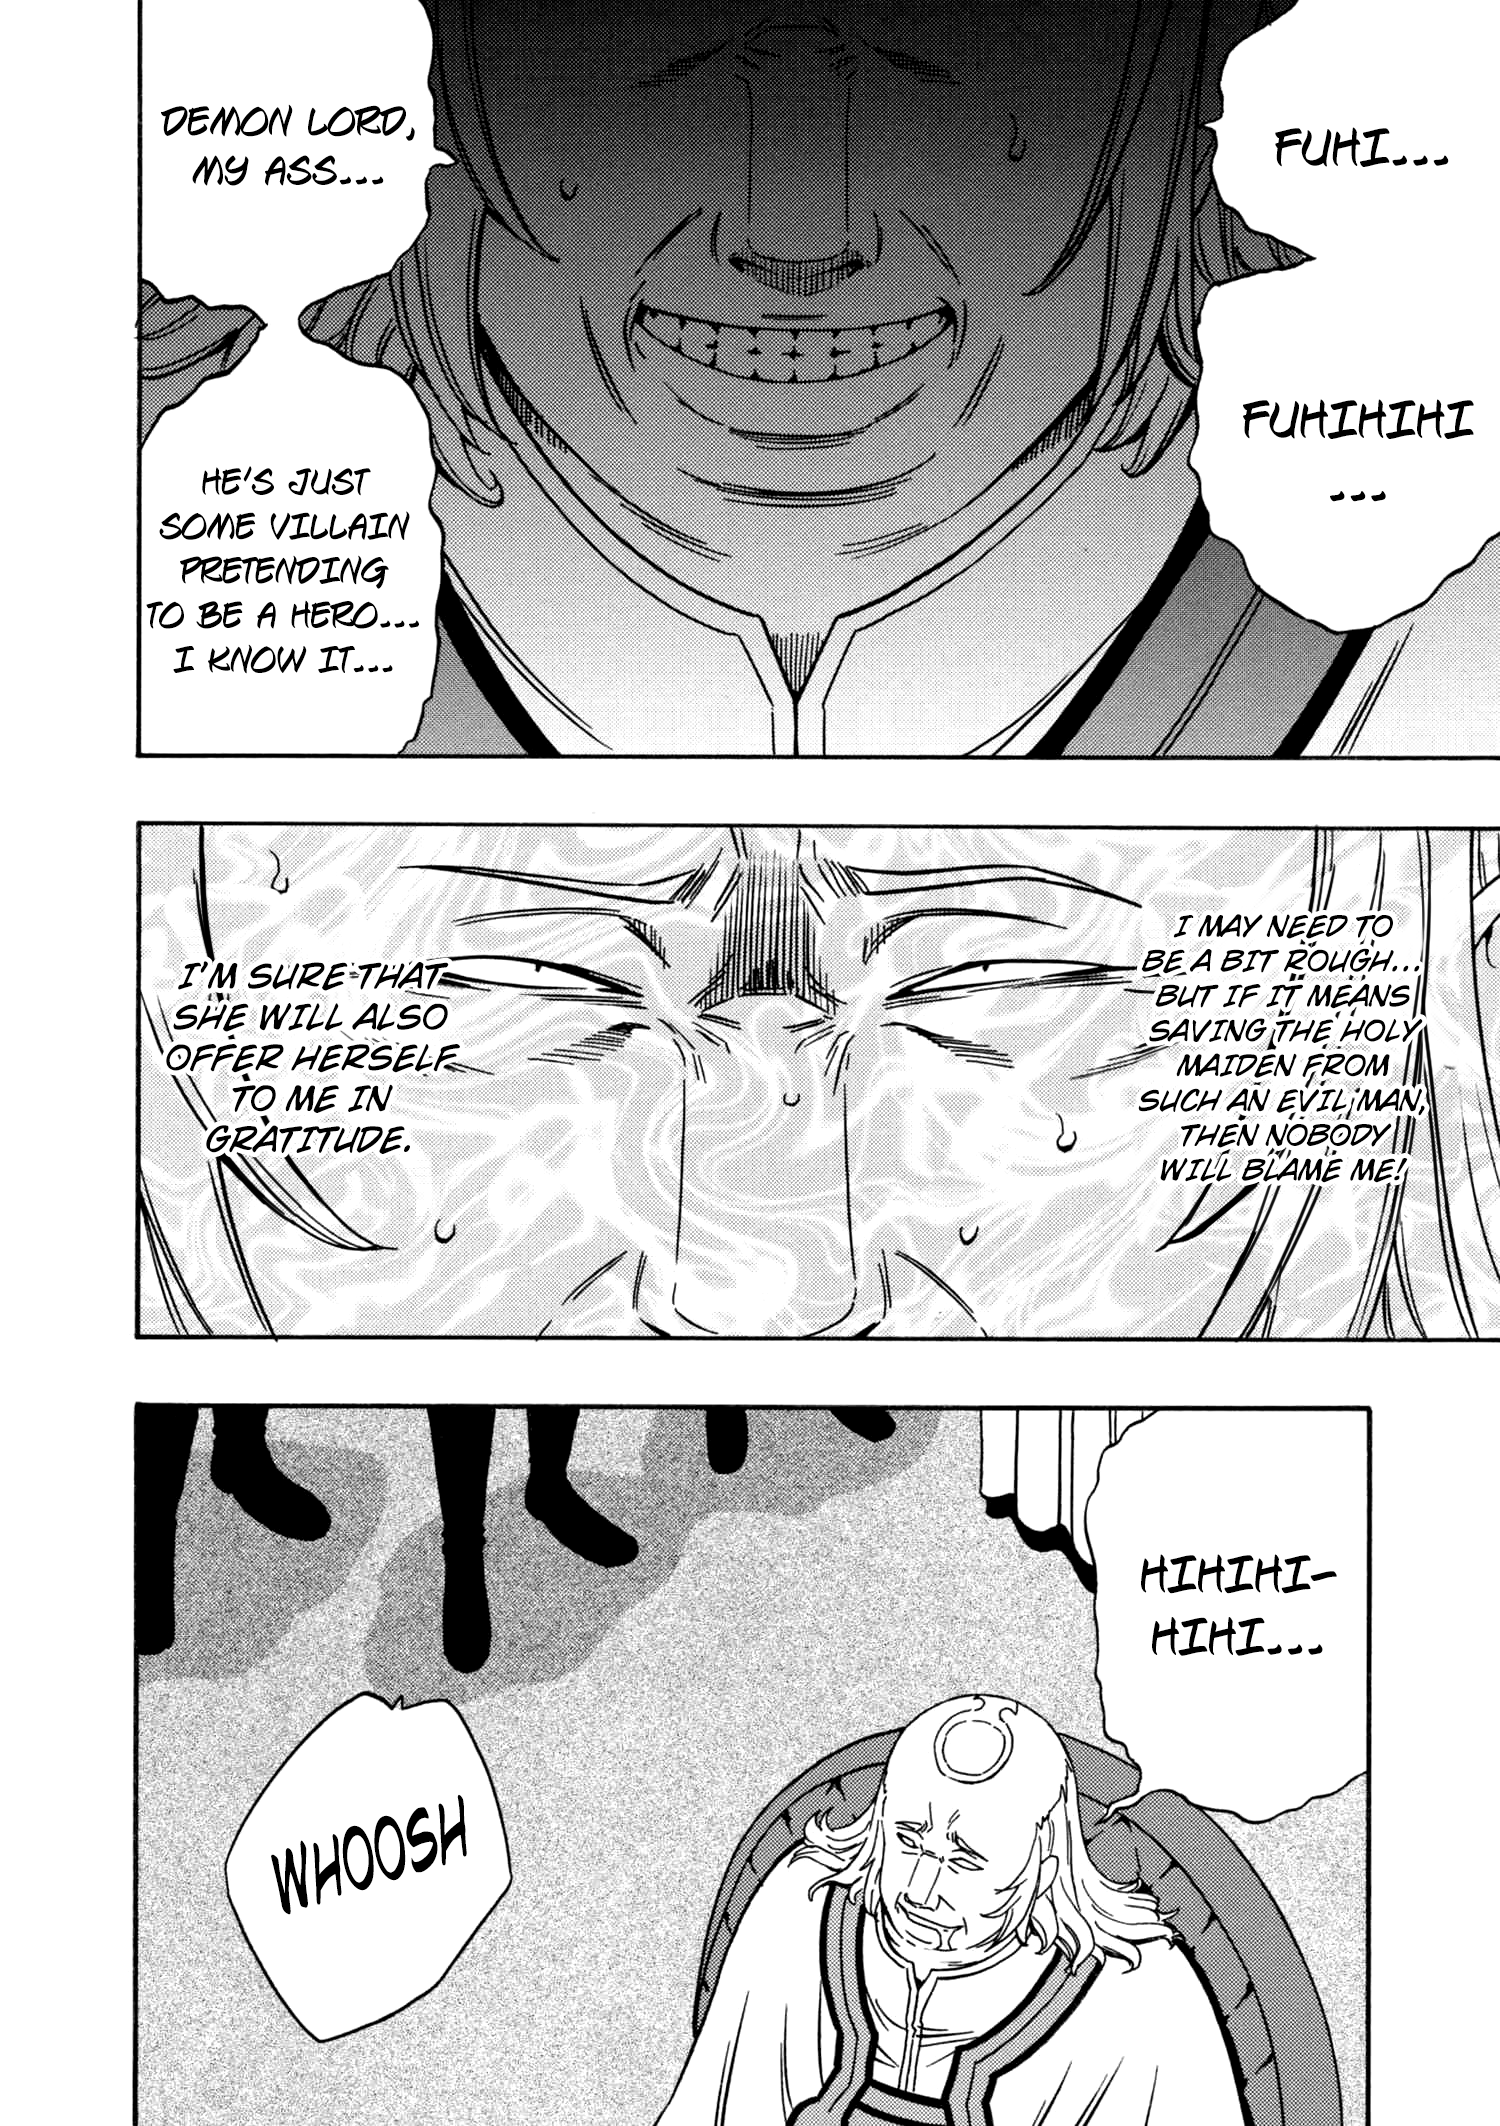 FUHI...
FUHIHIHI
...
DEMON LORD,
MY ASS...
HE'S JUST
SOME VILLAIN
PRETENDING
TO BE A HERO...
I KNOW IT...
I MAY NEED TO
BE A BIT ROUGH...
BUT IF IT MEANS
SAVING THE HOLY
MAIDEN FROM
SUCH AN EVIL MAN,
THEN NOBODY
WILL BLAME ME!
I'M SURE THAT
SHE WILL ALSO
OFFER HERSELF
TO ME IN
GRATITUDE.
HIHIHI-
HIHI...
WHOOSH